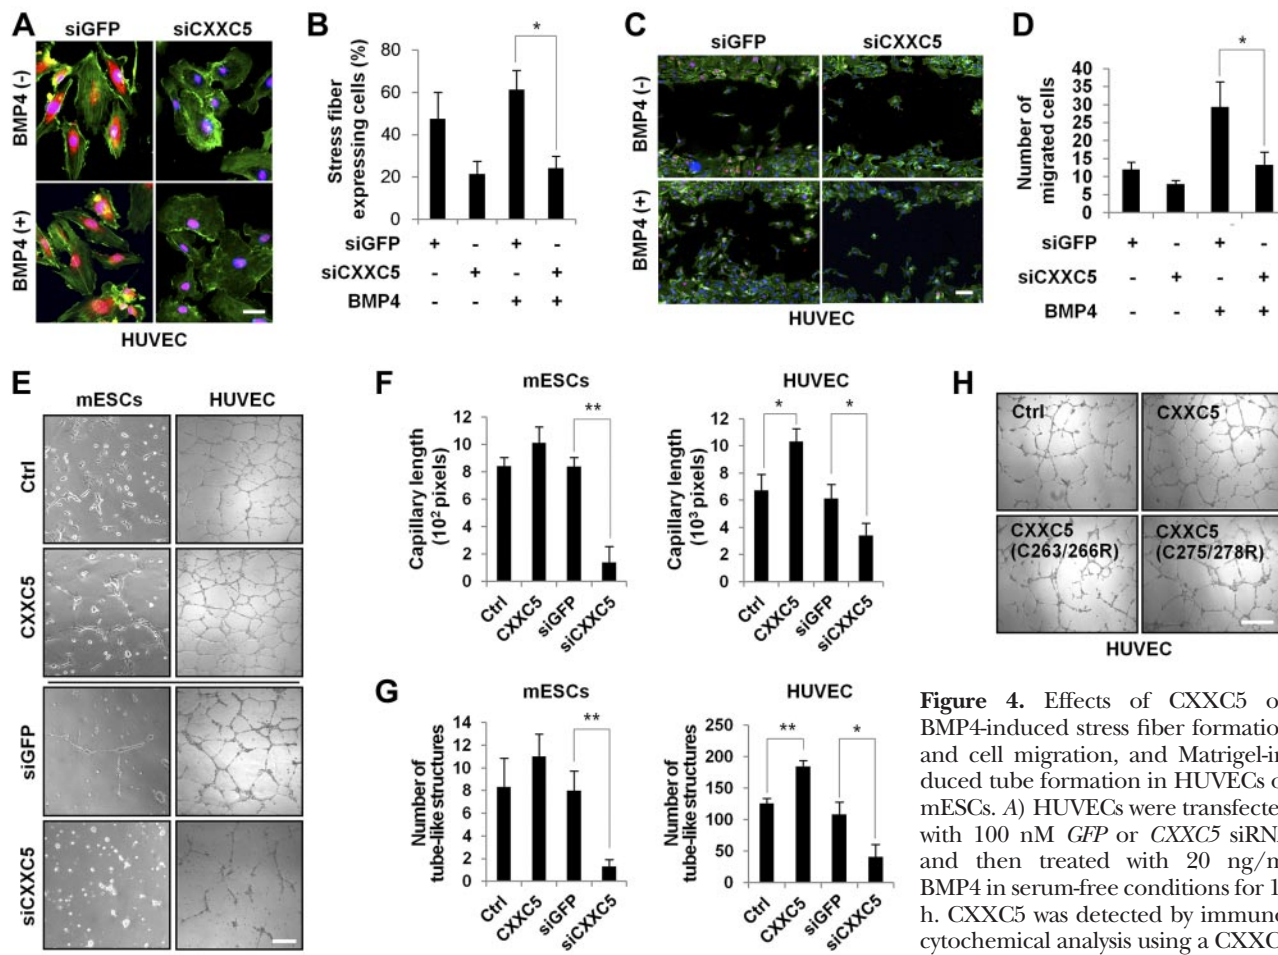 A
siGFP siCXXC5
BMP4 (-)
BMP4 (+)
HUVEC
B
Stress fiber
expressing cells (%)
80
60
40
20
0
*
siGFP + - + -
siCXXC5 - + - +
BMP4 - - + +
C
siGFP siCXXC5
BMP4 (-)
BMP4 (+)
HUVEC
D
Number of
migrated cells
40
35
30
25
20
15
10
5
0
*
siGFP + - + -
siCXXC5 - + - +
BMP4 - - + +
E
mESCs HUVEC
Ctrl
CXXC5
siGFP
siCXXC5
F
mESCs
Capillary length
(10² pixels)
12
10
8
6
4
2
0
**
Ctrl CXXC5 siGFP siCXXC5
HUVEC
Capillary length
(10³ pixels)
12
10
8
6
4
2
0
* *
Ctrl CXXC5 siGFP siCXXC5
G
mESCs
Number of
tube-like structures
14
12
10
8
6
4
2
0
**
Ctrl CXXC5 siGFP siCXXC5
HUVEC
Number of
tube-like structures
250
200
150
100
50
0
** *
Ctrl CXXC5 siGFP siCXXC5
H
Ctrl CXXC5
CXXC5 CXXC5
(C263/266R) (C275/278R)
HUVEC
Figure 4. Effects of CXXC5 o
BMP4-induced stress fiber formatio
and cell migration, and Matrigel-in
duced tube formation in HUVECs o
mESCs. A) HUVECs were transfecte
with 100 nM GFP or CXXC5 siRN
and then treated with 20 ng/m
BMP4 in serum-free conditions for 1
h. CXXC5 was detected by immuno
cytochemical analysis using a CXXC